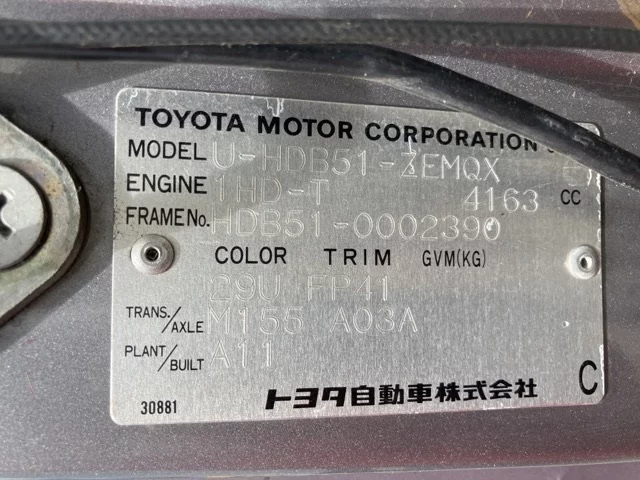 TOYOTA MOTOR CORPORATION
MODEL U-HDB51-ZEMQX
ENGINE 1HD-T 4163 CC
FRAME No. HDB51-0002390
COLOR TRIM GVM(KG)
29U FP41
TRANS./AXLE M155 A03A
PLANT/BUILT A11
30881 トヨタ自動車株式会社 C